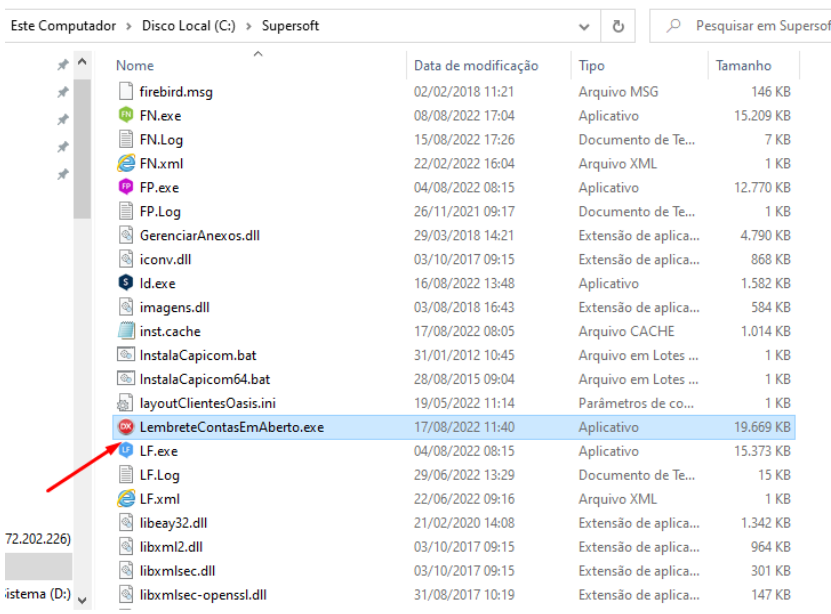 Este Computador > Disco Local (C:) > Supersoft
Pesquisar em Supersof
Nome Data de modificação Tipo Tamanho
firebird.msg 02/02/2018 11:21 Arquivo MSG 146 KB
FN FN.exe 08/08/2022 17:04 Aplicativo 15.209 KB
FN.Log 15/08/2022 17:26 Documento de Te... 7 KB
FN.xml 22/02/2022 16:04 Arquivo XML 1 KB
FP FP.exe 04/08/2022 08:15 Aplicativo 12.770 KB
FP.Log 26/11/2021 09:17 Documento de Te... 1 KB
GerenciarAnexos.dll 29/03/2018 14:21 Extensão de aplica... 4.790 KB
iconv.dll 03/10/2017 09:15 Extensão de aplica... 868 KB
S Id.exe 16/08/2022 13:48 Aplicativo 1.582 KB
imagens.dll 03/08/2018 16:43 Extensão de aplica... 584 KB
inst.cache 17/08/2022 08:05 Arquivo CACHE 1.014 KB
InstalaCapicom.bat 31/01/2012 10:45 Arquivo em Lotes ... 1 KB
InstalaCapicom64.bat 28/08/2015 09:04 Arquivo em Lotes ... 1 KB
layoutClientesOasis.ini 19/05/2022 11:14 Parâmetros de co... 1 KB
DX LembreteContasEmAberto.exe 17/08/2022 11:40 Aplicativo 19.669 KB
LF LF.exe 04/08/2022 08:15 Aplicativo 15.373 KB
LF.Log 29/06/2022 13:29 Documento de Te... 15 KB
LF.xml 22/06/2022 09:16 Arquivo XML 1 KB
libeay32.dll 21/02/2020 14:08 Extensão de aplica... 1.342 KB
72.202.226)
libxml2.dll 03/10/2017 09:15 Extensão de aplica... 964 KB
libxmlsec.dll 03/10/2017 09:15 Extensão de aplica... 301 KB
istema (D:)
libxmlsec-openssl.dll 31/08/2017 10:19 Extensão de aplica... 147 KB